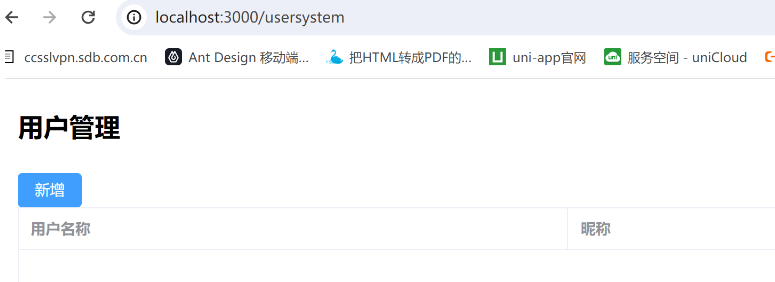 localhost:3000/usersystem
ccsslvpn.sdb.com.cn Ant Design 移动端... 把HTML转成PDF的... uni-app官网 服务空间 - uniCloud
用户管理
新增
用户名称 昵称